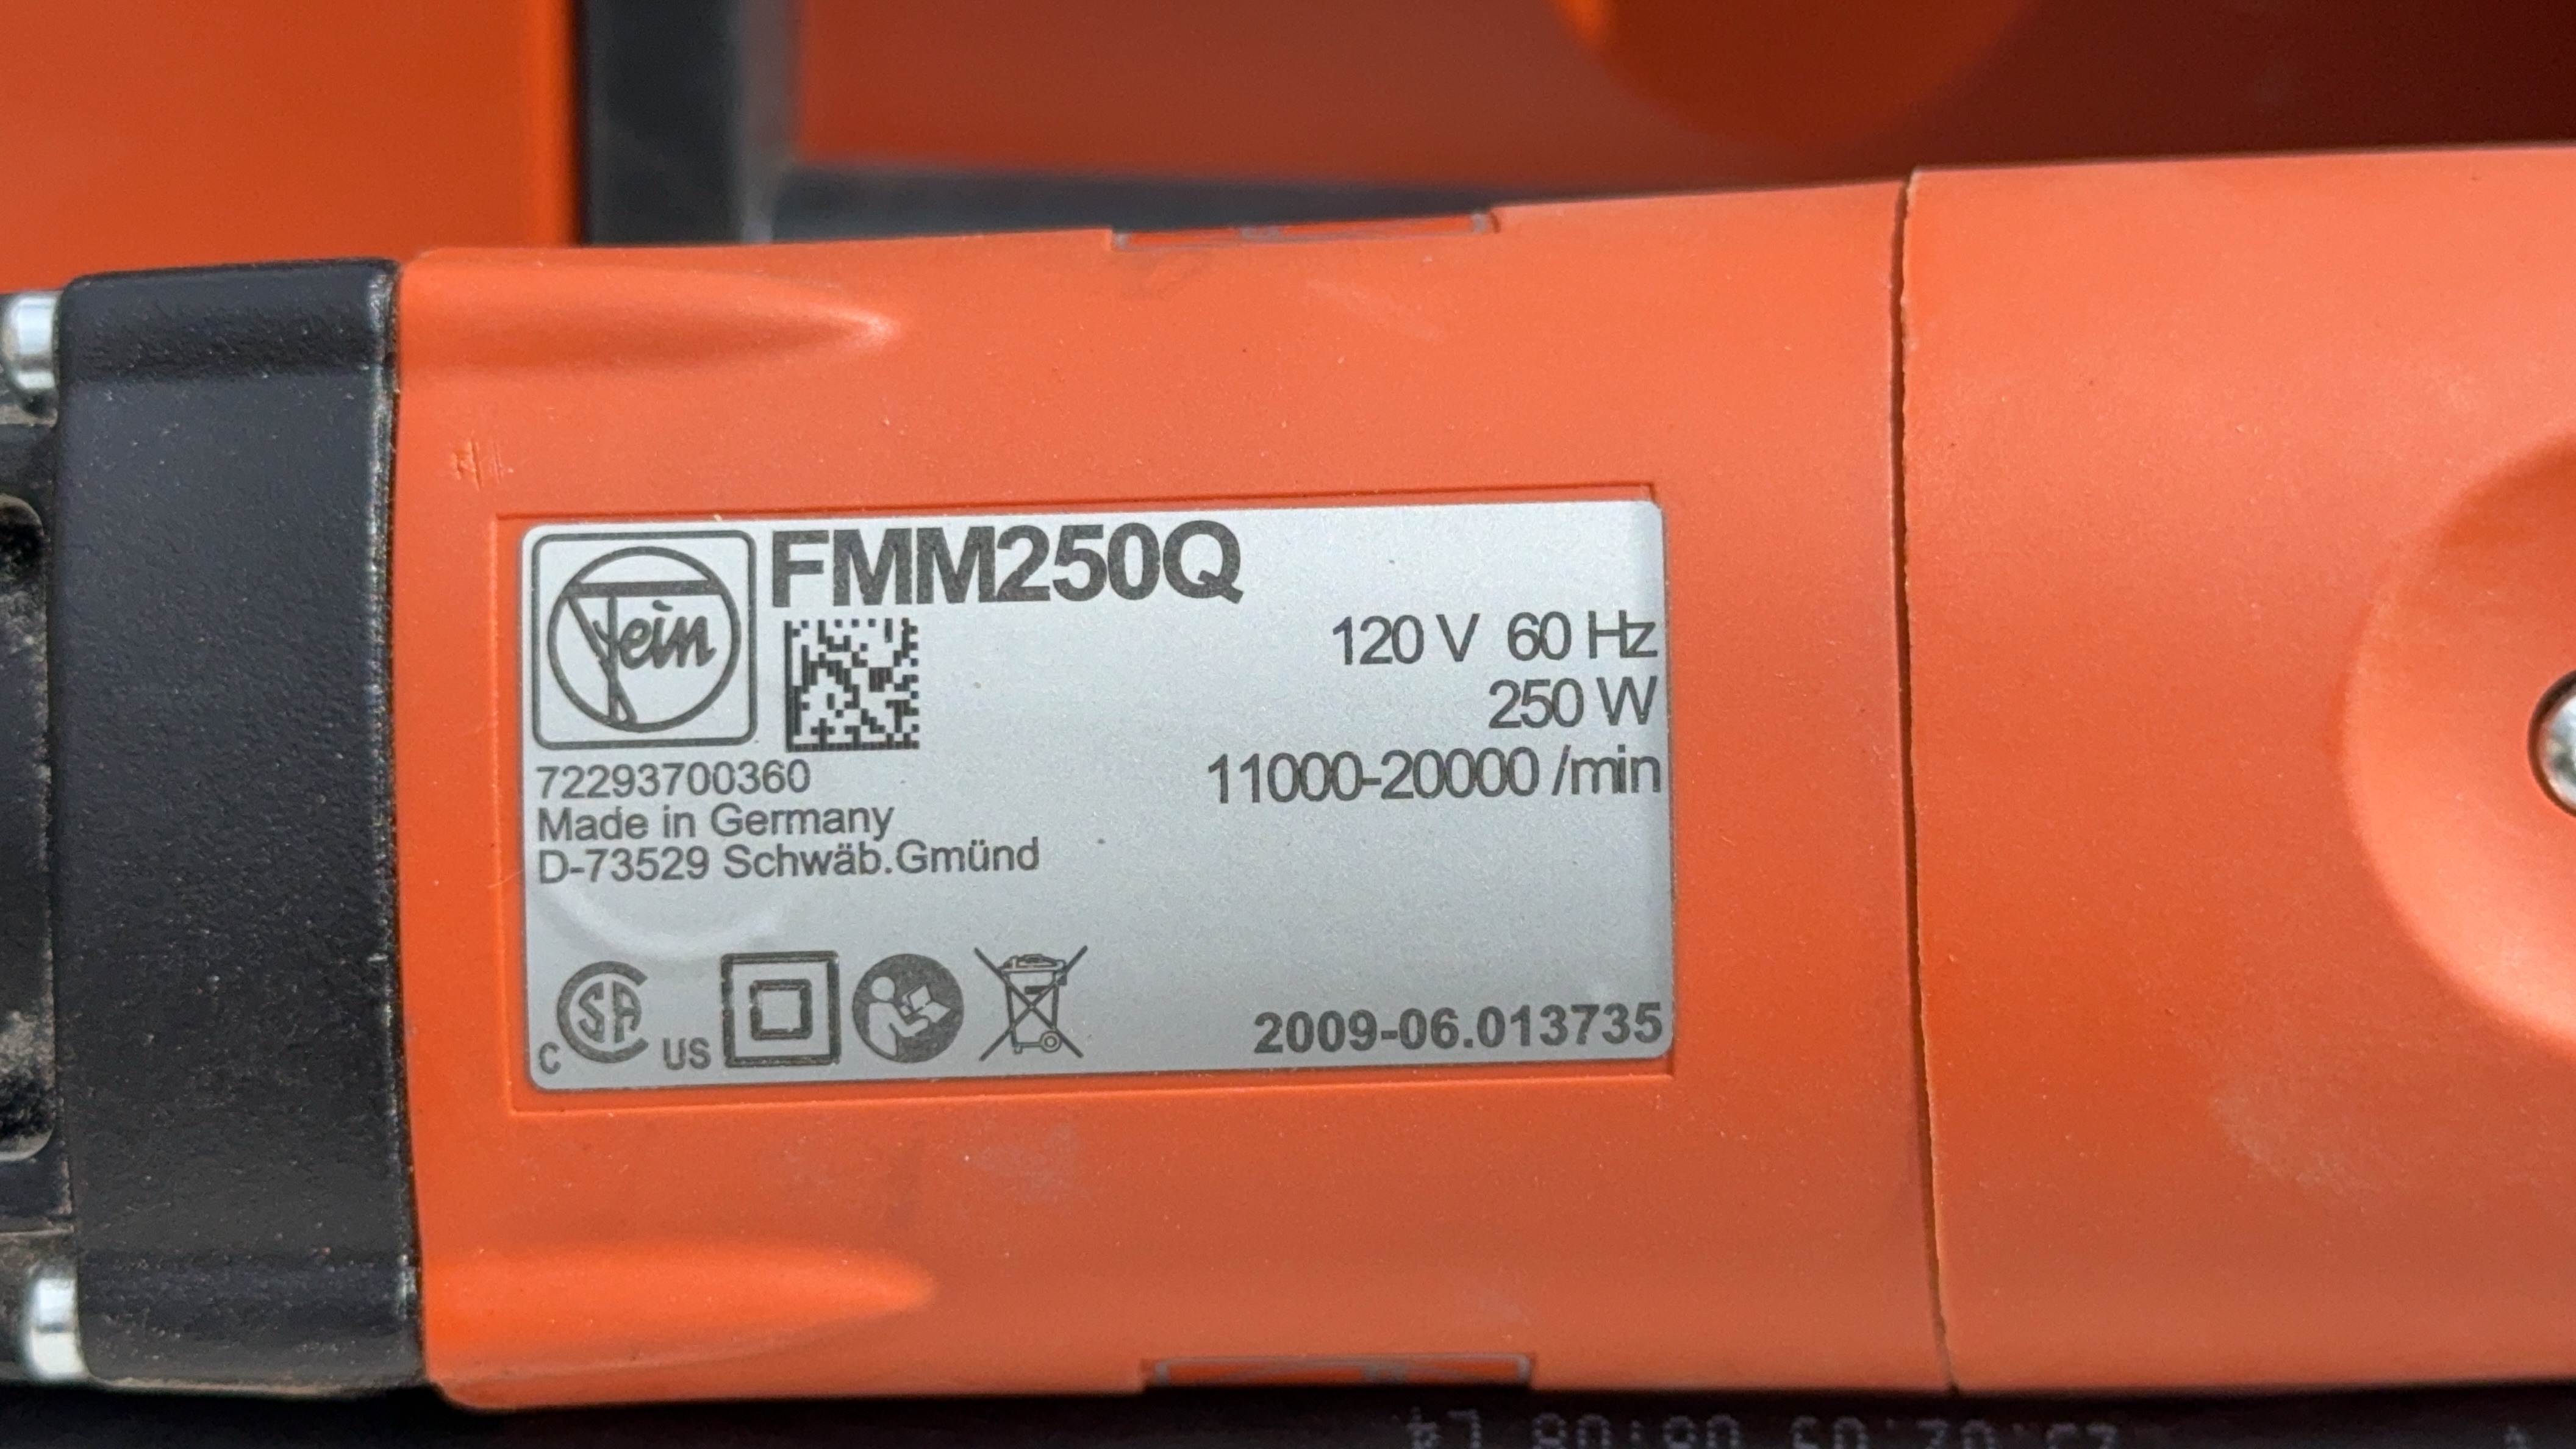 FMM250Q
Fein
120 V 60 Hz
250 W
11000-20000 /min
72293700360
Made in Germany
D-73529 Schwäb.Gmünd
C SA US
2009-06.013735